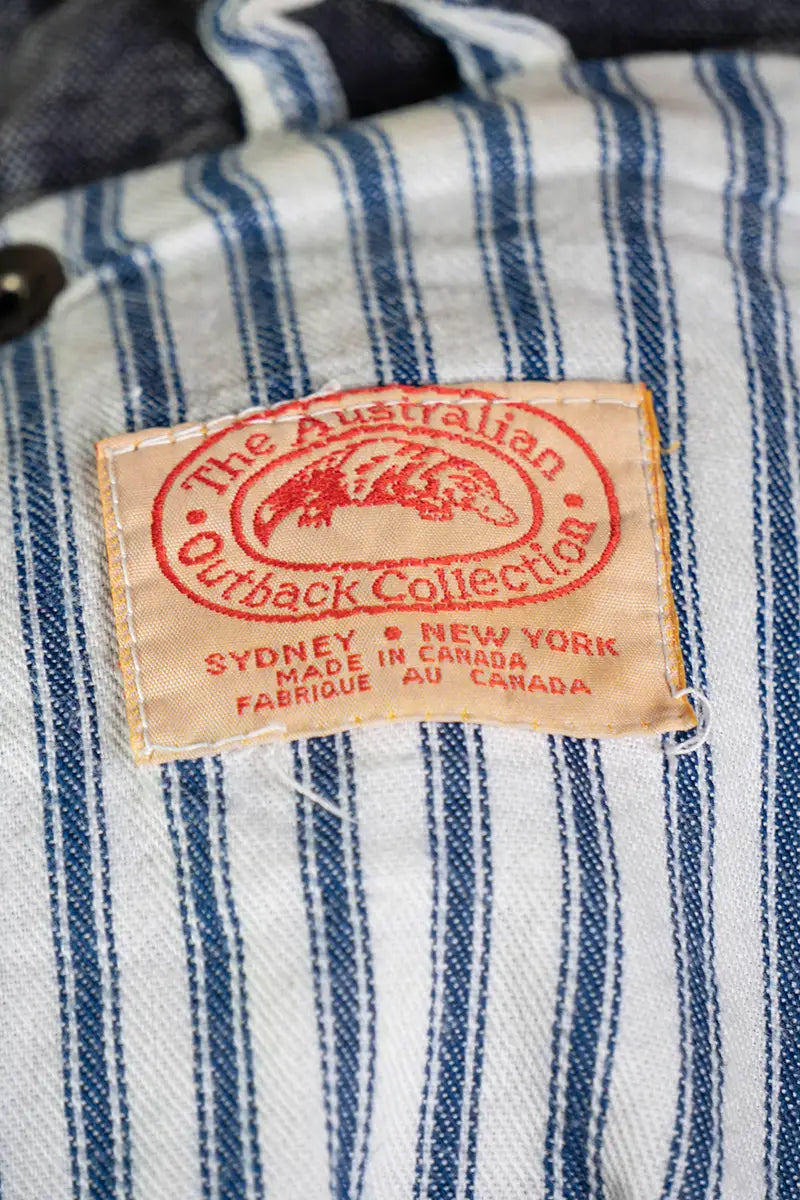 The Australian
• Outback Collection •
SYDNEY • NEW YORK
MADE IN CANADA
FABRIQUE AU CANADA